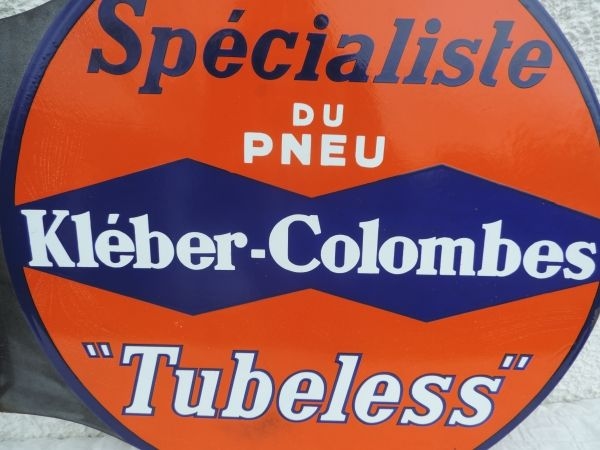 Spécialiste
DU
PNEU
Kléber-Colombes
"Tubeless"